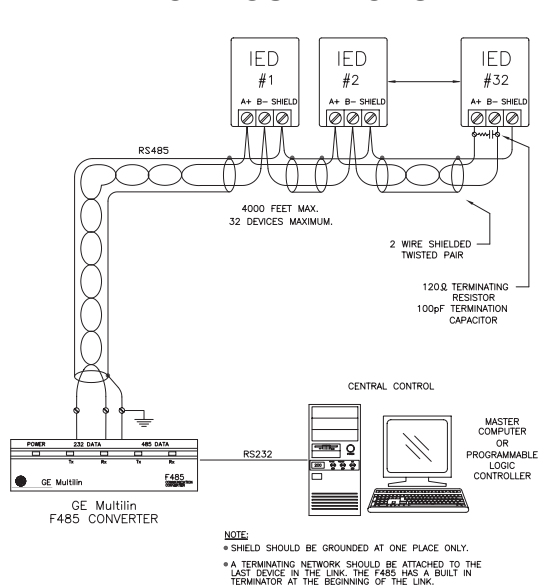 IED
#1
A+ B- SHIELD
IED
#2
A+ B- SHIELD
IED
#32
A+ B- SHIELD
RS485
4000 FEET MAX.
32 DEVICES MAXIMUM.
2 WIRE SHIELDED
TWISTED PAIR
120Ω TERMINATING
RESISTOR
100pF TERMINATION
CAPACITOR
CENTRAL CONTROL
MASTER
COMPUTER
OR
PROGRAMMABLE
LOGIC
CONTROLLER
200
RS232
POWER 232 DATA 485 DATA
Tx Rx Tx Rx
GE Multilin
F485
COMMUNICATION
CONVERTER
GE Multilin
F485 CONVERTER
NOTE:
• SHIELD SHOULD BE GROUNDED AT ONE PLACE ONLY.
• A TERMINATING NETWORK SHOULD BE ATTACHED TO THE
LAST DEVICE IN THE LINK. THE F485 HAS A BUILT IN
TERMINATOR AT THE BEGINNING OF THE LINK.